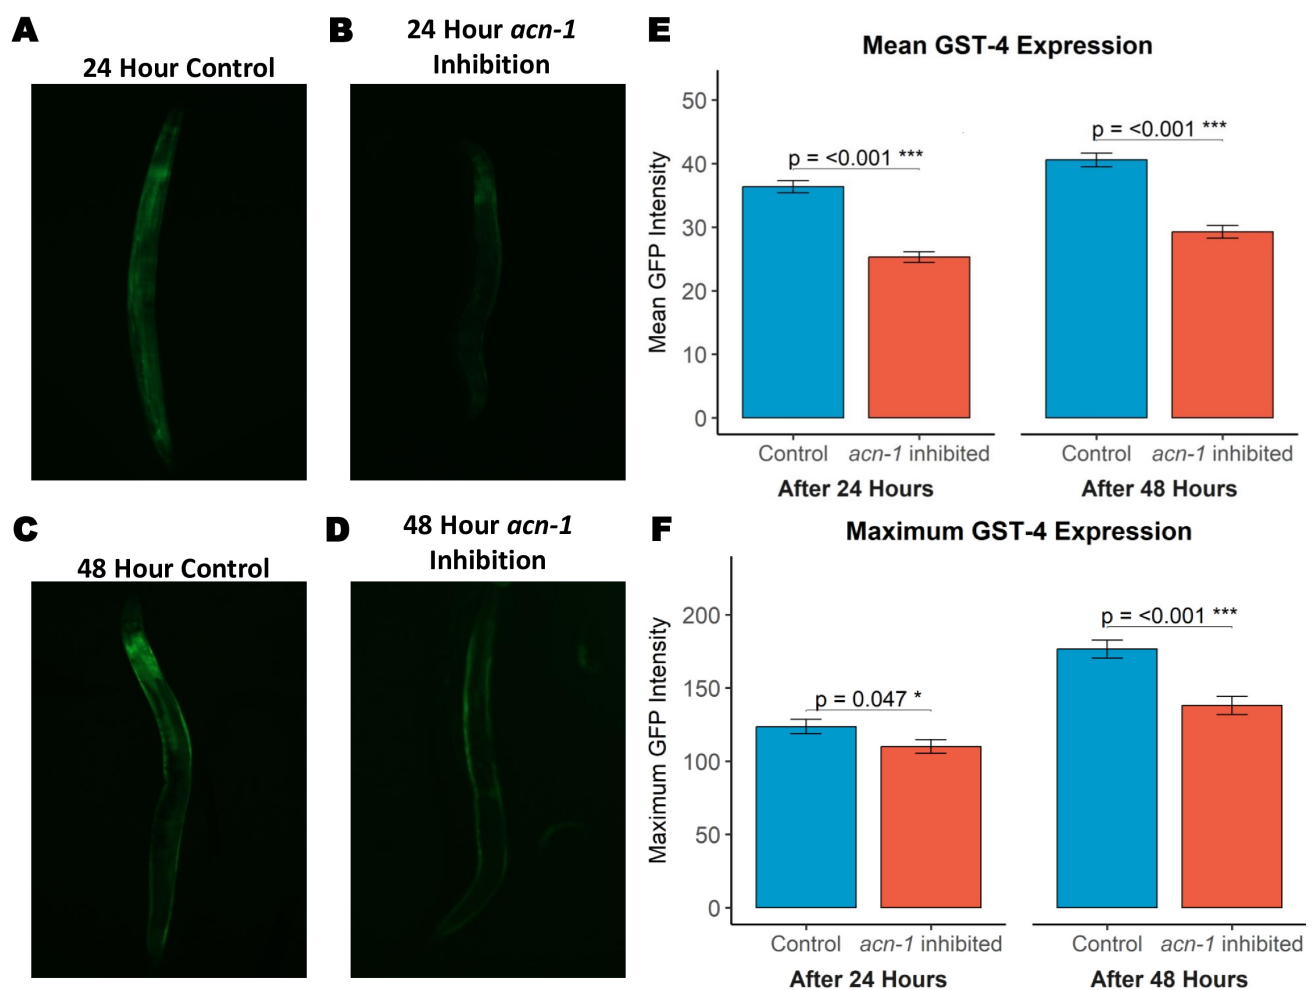 A
24 Hour Control
B
24 Hour acn-1
Inhibition
C
48 Hour Control
D
48 Hour acn-1
Inhibition
E
Mean GST-4 Expression
Mean GFP Intensity
50
40
30
20
10
0
p = <0.001 ***
p = <0.001 ***
Control
acn-1 inhibited
Control
acn-1 inhibited
After 24 Hours
After 48 Hours
F
Maximum GST-4 Expression
Maximum GFP Intensity
200
150
100
50
0
p = 0.047 *
p = <0.001 ***
Control
acn-1 inhibited
Control
acn-1 inhibited
After 24 Hours
After 48 Hours